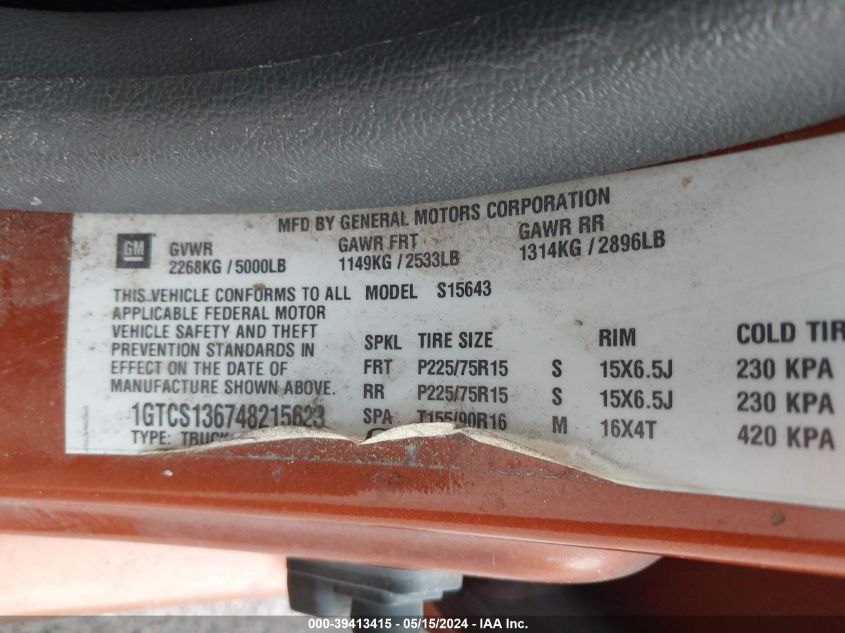 MFD BY GENERAL MOTORS CORPORATION
GM
GVWR
2268KG / 5000LB
GAWR FRT
1149KG / 2533LB
GAWR RR
1314KG / 2896LB
THIS VEHICLE CONFORMS TO ALL
APPLICABLE FEDERAL MOTOR
VEHICLE SAFETY AND THEFT
PREVENTION STANDARDS IN
EFFECT ON THE DATE OF
MANUFACTURE SHOWN ABOVE.
1GTCS136748215623
TYPE: TRUCK
MODEL S15643
SPKL TIRE SIZE RIM COLD TIR
FRT P225/75R15 S 15X6.5J 230 KPA
RR P225/75R15 S 15X6.5J 230 KPA
SPA T155/90R16 M 16X4T 420 KPA
000-39413415 - 05/15/2024 - IAA Inc.